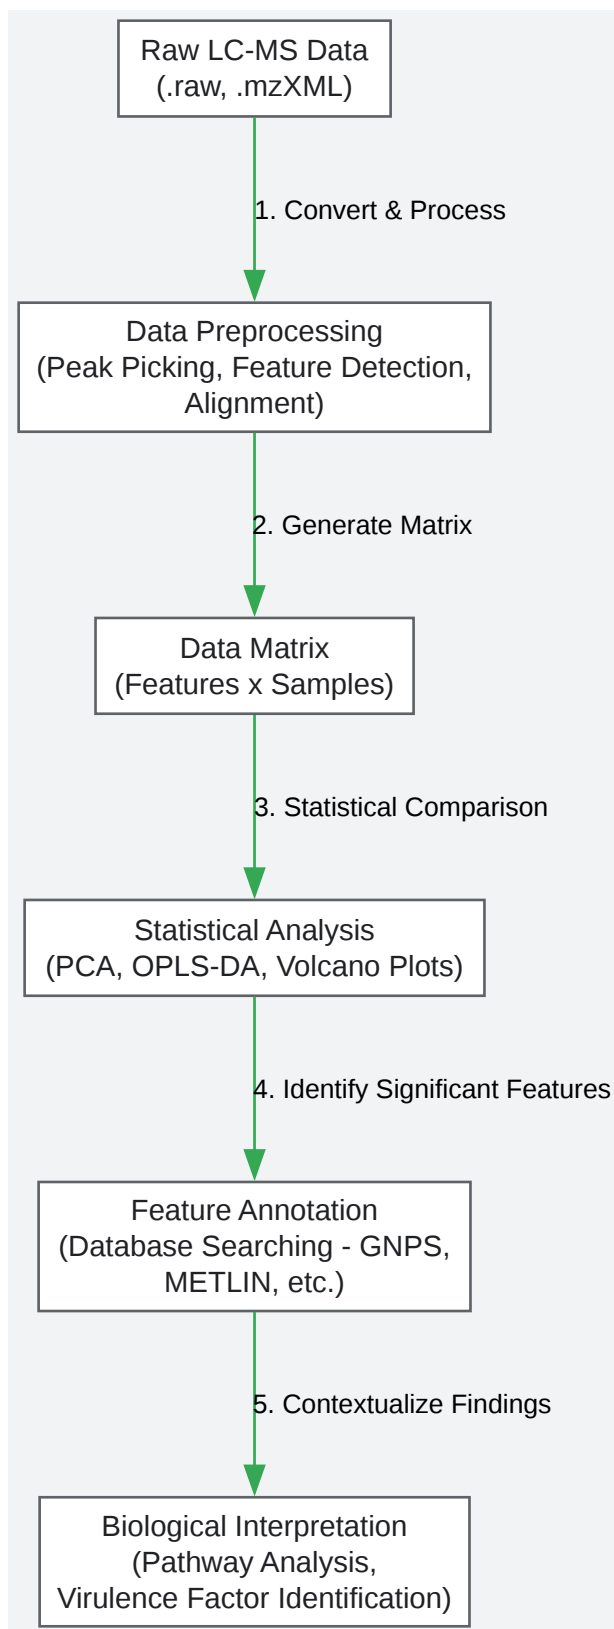 Raw LC-MS Data
(.raw, .mzXML)
1. Convert & Process
Data Preprocessing
(Peak Picking, Feature Detection,
Alignment)
2. Generate Matrix
Data Matrix
(Features x Samples)
3. Statistical Comparison
Statistical Analysis
(PCA, OPLS-DA, Volcano Plots)
4. Identify Significant Features
Feature Annotation
(Database Searching - GNPS,
METLIN, etc.)
5. Contextualize Findings
Biological Interpretation
(Pathway Analysis,
Virulence Factor Identification)